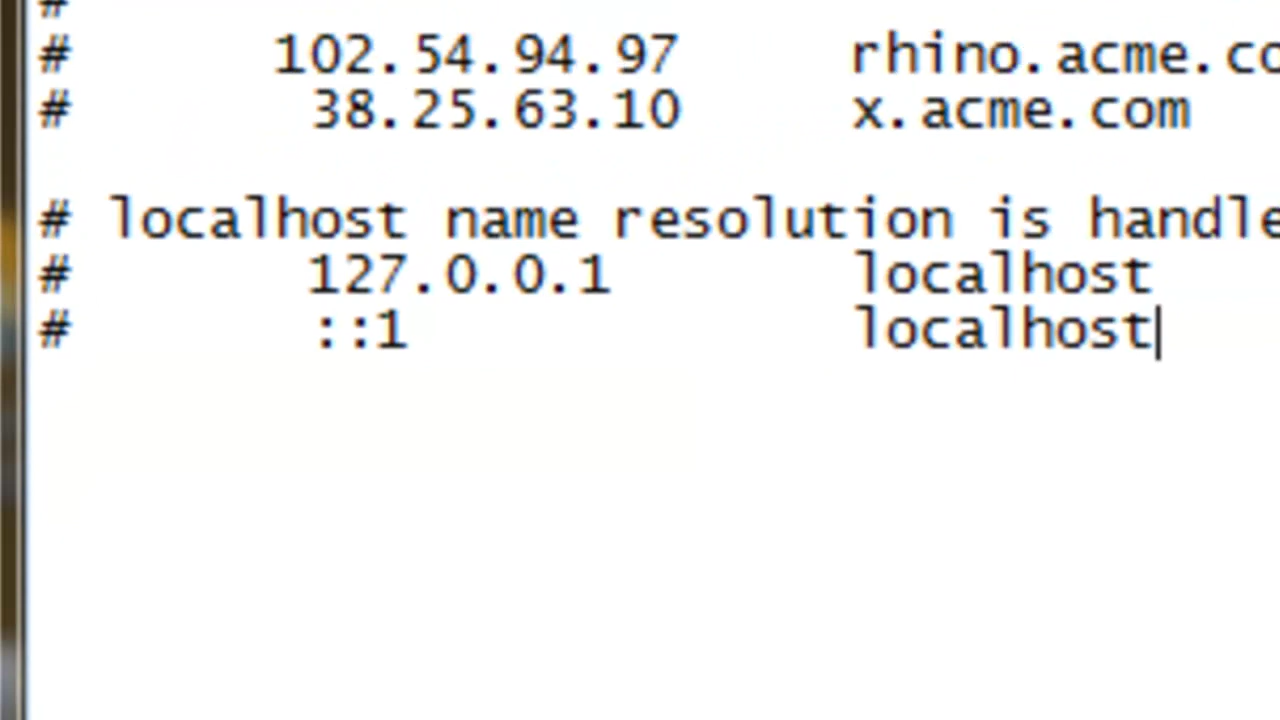 #
# 102.54.94.97 rhino.acme.co
# 38.25.63.10 x.acme.com
# localhost name resolution is handle
# 127.0.0.1 localhost
# ::1 localhost